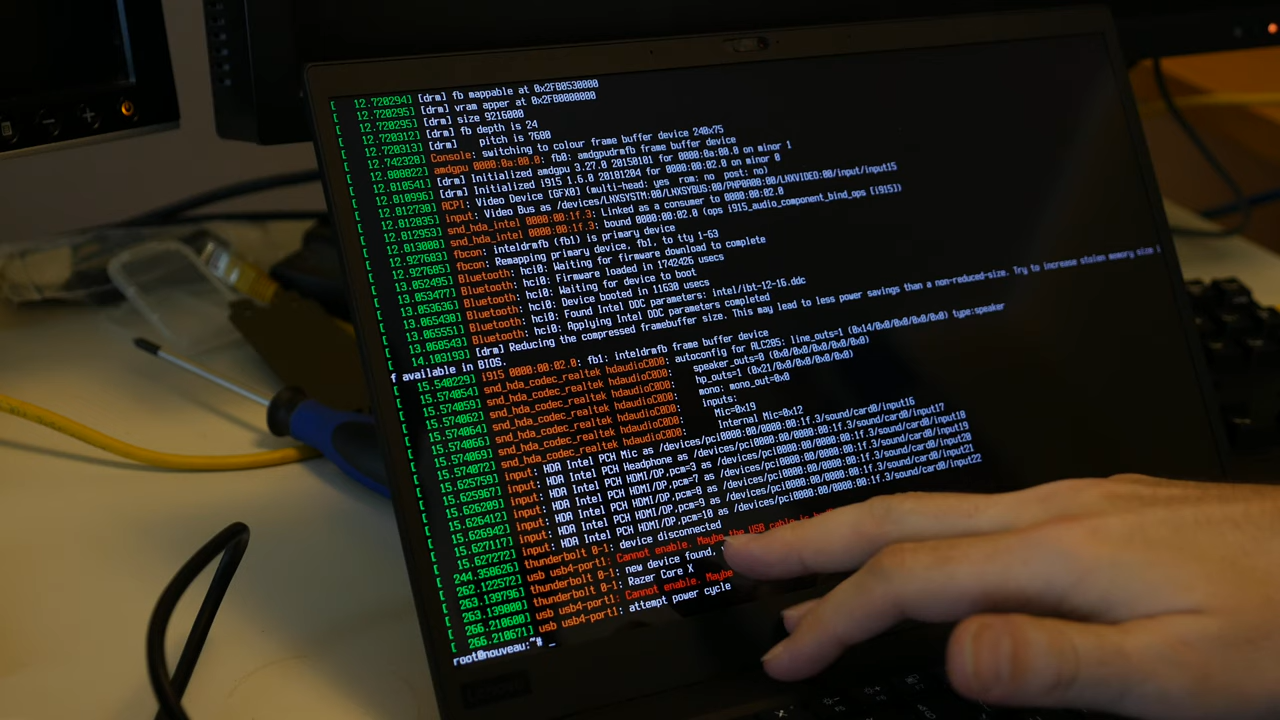 [   12.720294] [drm] fb mappable at 0x2FB0530000
[   12.720295] [drm] vram apper at 0x2FB0000000
[   12.720295] [drm] size 9216000
[   12.720312] [drm] fb depth is 24
[   12.720313] [drm]    pitch is 7680
[   12.742328] Console: switching to colour frame buffer device 240x75
[   12.808022] amdgpu 0000:0a:00.0: fb0: amdgpudrmfb frame buffer device
[   12.810541] [drm] Initialized amdgpu 3.27.0 20150101 for 0000:0a:00.0 on minor 1
[   12.810996] [drm] Initialized i915 1.6.0 20181204 for 0000:00:02.0 on minor 0
[   12.812730] ACPI: Video Device [GFX0] (multi-head: yes  rom: no  post: no)
[   12.812835] input: Video Bus as /devices/LNXSYSTM:00/LNXSYBUS:00/PNP0A08:00/LNXVIDEO:00/input/input15
[   12.812953] snd_hda_intel 0000:00:1f.3: Linked as a consumer to 0000:00:02.0
[   12.813008] snd_hda_intel 0000:00:1f.3: bound 0000:00:02.0 (ops i915_audio_component_bind_ops [i915])
[   12.927603] fbcon: inteldrmfb (fb1) is primary device
[   12.927605] fbcon: Remapping primary device, fb1, to tty 1-63
[   13.052495] Bluetooth: hci0: Waiting for firmware download to complete
[   13.053477] Bluetooth: hci0: Firmware loaded in 1742426 usecs
[   13.053636] Bluetooth: hci0: Waiting for device to boot
[   13.065430] Bluetooth: hci0: Device booted in 11630 usecs
[   13.065551] Bluetooth: hci0: Found Intel DDC parameters: intel/ibt-12-16.ddc
[   13.068543] Bluetooth: hci0: Applying Intel DDC parameters completed
[   14.103193] [drm] Reducing the compressed framebuffer size. This may lead to less power savings than a non-reduced-size. Try to increase stolen memory size i
f available in BIOS.
[   15.540229] i915 0000:00:02.0: fb1: inteldrmfb frame buffer device
[   15.574054] snd_hda_codec_realtek hdaudioC0D0: autoconfig for ALC285: line_outs=1 (0x14/0x0/0x0/0x0/0x0) type:speaker
[   15.574059] snd_hda_codec_realtek hdaudioC0D0:    speaker_outs=0 (0x0/0x0/0x0/0x0/0x0)
[   15.574062] snd_hda_codec_realtek hdaudioC0D0:    hp_outs=1 (0x21/0x0/0x0/0x0/0x0)
[   15.574064] snd_hda_codec_realtek hdaudioC0D0:    mono: mono_out=0x0
[   15.574066] snd_hda_codec_realtek hdaudioC0D0:    inputs:
[   15.574069] snd_hda_codec_realtek hdaudioC0D0:      Mic=0x19
[   15.574072] snd_hda_codec_realtek hdaudioC0D0:      Internal Mic=0x12
[   15.625759] input: HDA Intel PCH Mic as /devices/pci0000:00/0000:00:1f.3/sound/card0/input16
[   15.625967] input: HDA Intel PCH Headphone as /devices/pci0000:00/0000:00:1f.3/sound/card0/input17
[   15.626209] input: HDA Intel PCH HDMI/DP,pcm=3 as /devices/pci0000:00/0000:00:1f.3/sound/card0/input18
[   15.626412] input: HDA Intel PCH HDMI/DP,pcm=7 as /devices/pci0000:00/0000:00:1f.3/sound/card0/input19
[   15.626942] input: HDA Intel PCH HDMI/DP,pcm=8 as /devices/pci0000:00/0000:00:1f.3/sound/card0/input20
[   15.627117] input: HDA Intel PCH HDMI/DP,pcm=9 as /devices/pci0000:00/0000:00:1f.3/sound/card0/input21
[   15.627272] input: HDA Intel PCH HDMI/DP,pcm=10 as /devices/pci0000:00/0000:00:1f.3/sound/card0/input22
[  244.350626] thunderbolt 0-1: device disconnected
[  262.122572] usb usb4-port1: Cannot enable. Maybe the USB cable is
[  263.139796] thunderbolt 0-1: new device found,
[  263.139800] thunderbolt 0-1: Razer Core X
[  266.210600] usb usb4-port1: Cannot enable. Maybe
[  266.210671] usb usb4-port1: attempt power cycle
root@nouveau:~# _
Lenovo